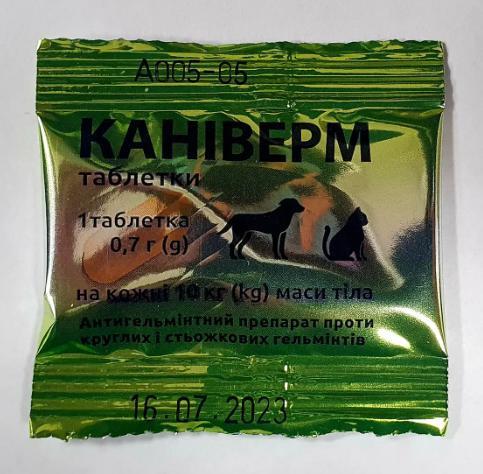 А005-05
КАНІВЕРМ
таблетки
1таблетка
0,7 г (g)
на кожні 10 кг (kg) маси тіла
Антигельмінтний препарат проти
круглих і стьожкових гельмінтів
16.07.2023